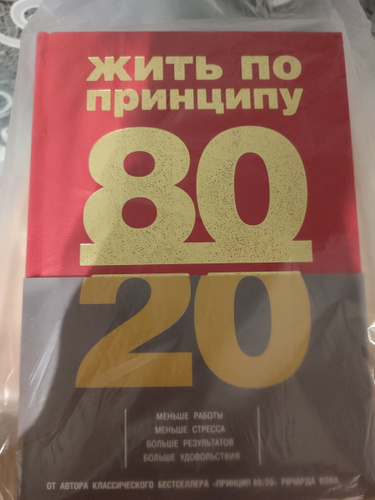 жить по
принципу
80
20
МЕНЬШЕ РАБОТЫ
МЕНЬШЕ СТРЕССА
БОЛЬШЕ РЕЗУЛЬТАТОВ
БОЛЬШЕ УДОВОЛЬСТВИЯ
ОТ АВТОРА КЛАССИЧЕСКОГО БЕСТСЕЛЛЕРА «ПРИНЦИП 80/20» РИЧАРДА КОХА